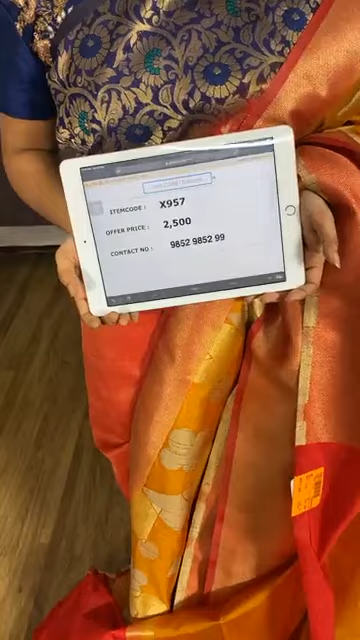 ITEMCODE : X957
OFFER PRICE : 2,500
CONTACT NO : 9852 9852 99